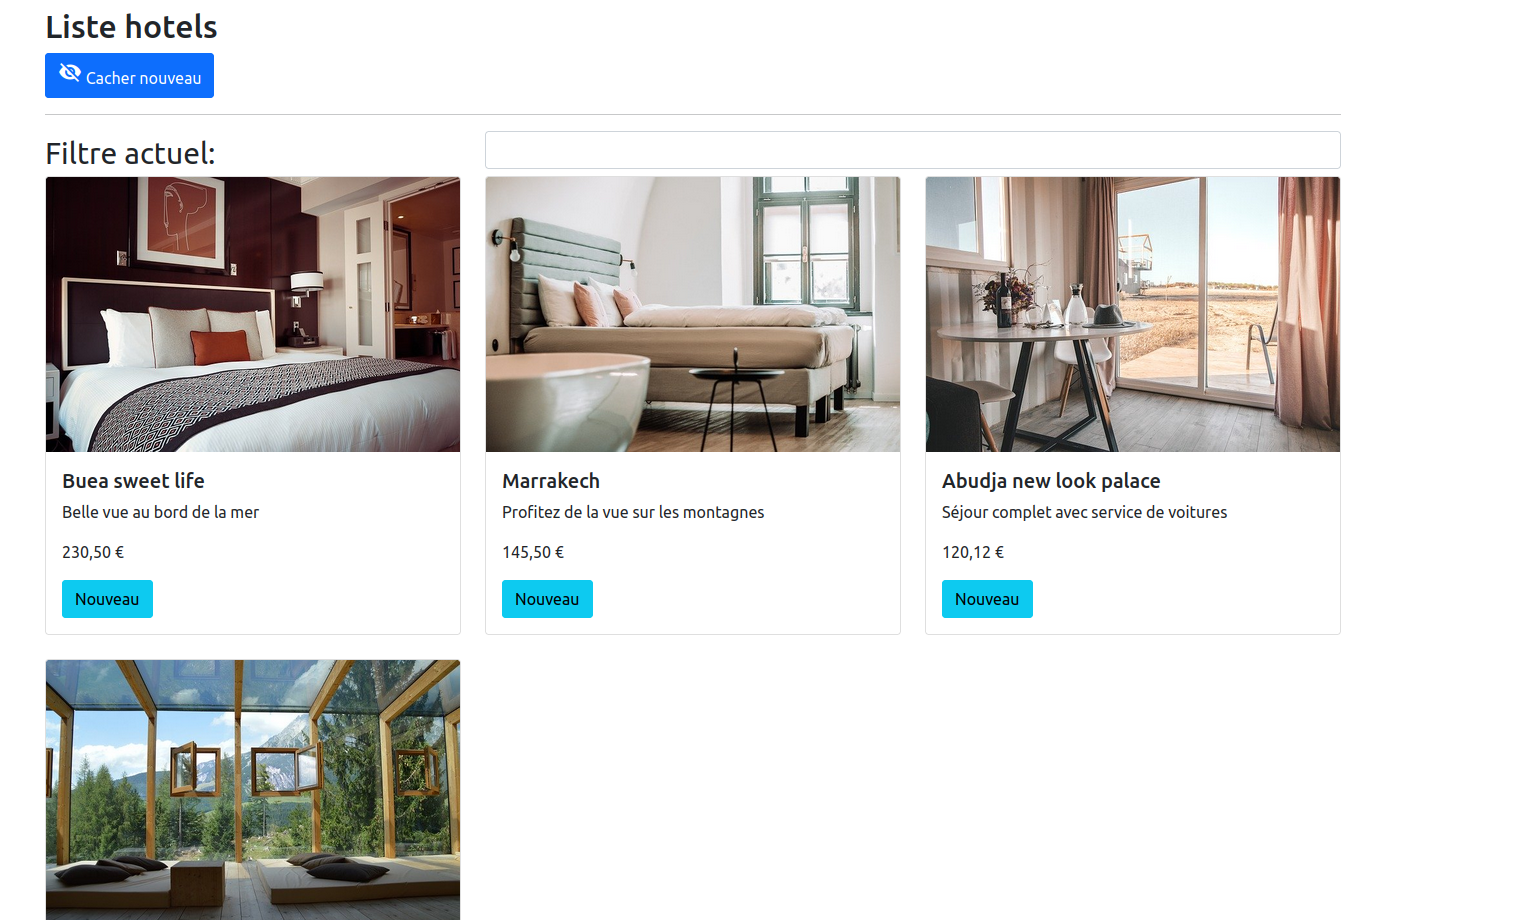 Liste hotels
Cacher nouveau
Filtre actuel:
Buea sweet life
Belle vue au bord de la mer
230,50 €
Nouveau
Marrakech
Profitez de la vue sur les montagnes
145,50 €
Nouveau
Abudja new look palace
Séjour complet avec service de voitures
120,12 €
Nouveau